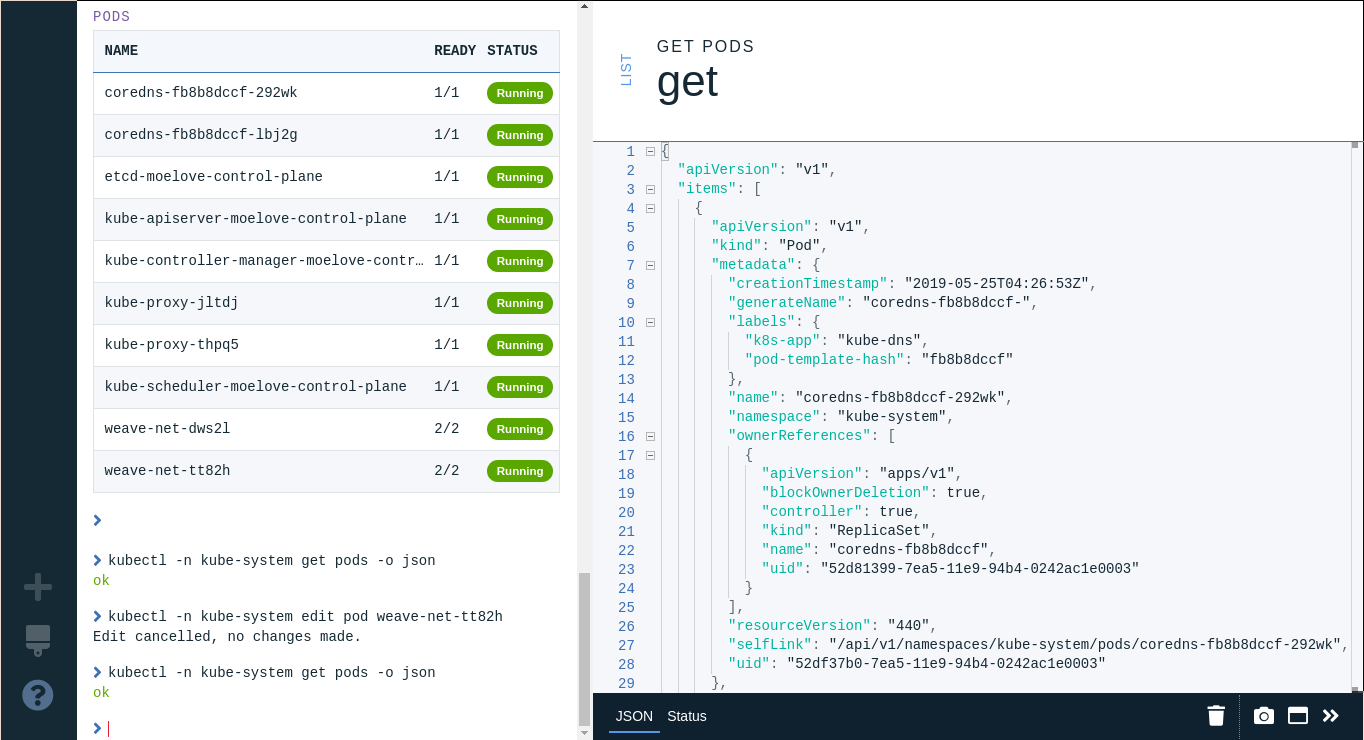 PODS
NAME READY STATUS
coredns-fb8b8dccf-292wk 1/1 Running
coredns-fb8b8dccf-lbj2g 1/1 Running
etcd-moelove-control-plane 1/1 Running
kube-apiserver-moelove-control-plane 1/1 Running
kube-controller-manager-moelove-contr… 1/1 Running
kube-proxy-jltdj 1/1 Running
kube-proxy-thpq5 1/1 Running
kube-scheduler-moelove-control-plane 1/1 Running
weave-net-dws2l 2/2 Running
weave-net-tt82h 2/2 Running
❯
❯ kubectl -n kube-system get pods -o json
ok
❯ kubectl -n kube-system edit pod weave-net-tt82h
Edit cancelled, no changes made.
❯ kubectl -n kube-system get pods -o json
ok
❯
LIST
GET PODS
get
1 {
2 "apiVersion": "v1",
3 "items": [
4 {
5 "apiVersion": "v1",
6 "kind": "Pod",
7 "metadata": {
8 "creationTimestamp": "2019-05-25T04:26:53Z",
9 "generateName": "coredns-fb8b8dccf-",
10 "labels": {
11 "k8s-app": "kube-dns",
12 "pod-template-hash": "fb8b8dccf"
13 },
14 "name": "coredns-fb8b8dccf-292wk",
15 "namespace": "kube-system",
16 "ownerReferences": [
17 {
18 "apiVersion": "apps/v1",
19 "blockOwnerDeletion": true,
20 "controller": true,
21 "kind": "ReplicaSet",
22 "name": "coredns-fb8b8dccf",
23 "uid": "52d81399-7ea5-11e9-94b4-0242ac1e0003"
24 }
25 ],
26 "resourceVersion": "440",
27 "selfLink": "/api/v1/namespaces/kube-system/pods/coredns-fb8b8dccf-292wk",
28 "uid": "52df37b0-7ea5-11e9-94b4-0242ac1e0003"
29 },
JSON Status